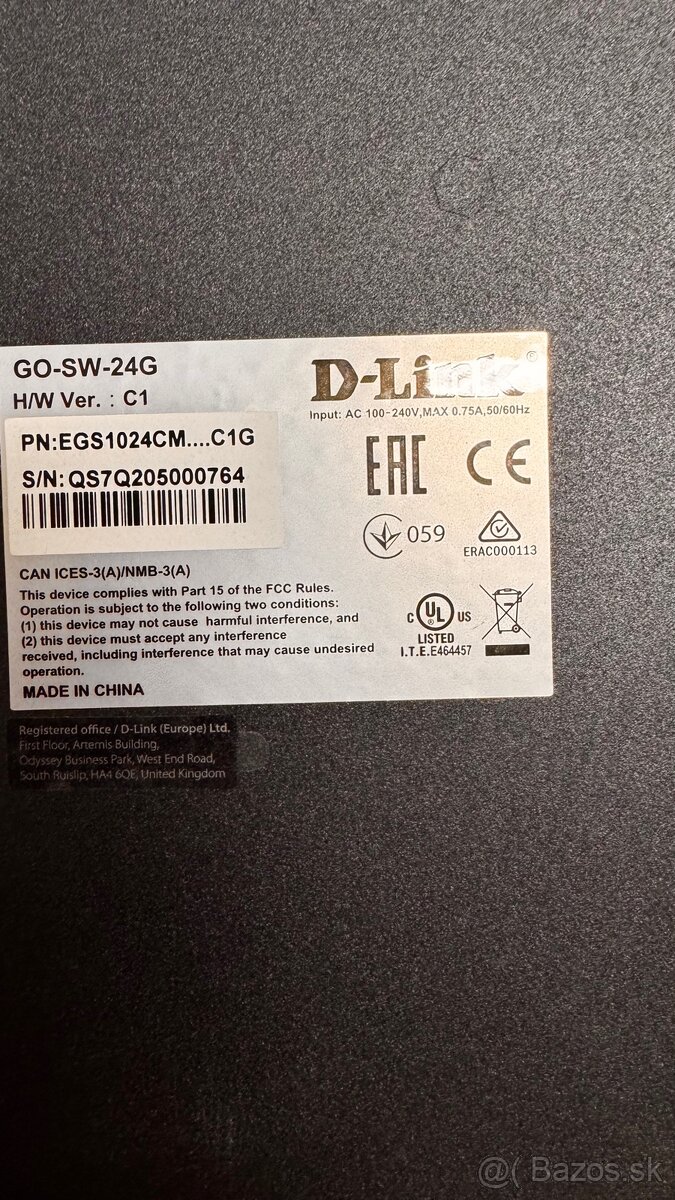 GO-SW-24G
H/W Ver. : C1
D-Link®
Input: AC 100-240V,MAX 0.75A,50/60Hz
PN:EGS1024CM....C1G
S/N: QS7Q205000764
EAC CE
059
ERAC000113
CAN ICES-3(A)/NMB-3(A)
This device complies with Part 15 of the FCC Rules.
Operation is subject to the following two conditions:
(1) this device may not cause harmful interference, and
(2) this device must accept any interference
received, including interference that may cause undesired
operation.
MADE IN CHINA
C UL® US
LISTED
I.T.E.E464457
Registered office / D-Link (Europe) Ltd.
First Floor, Artemis Building,
Odyssey Business Park, West End Road,
South Ruislip, HA4 6QE, United Kingdom
@( Bazos.sk